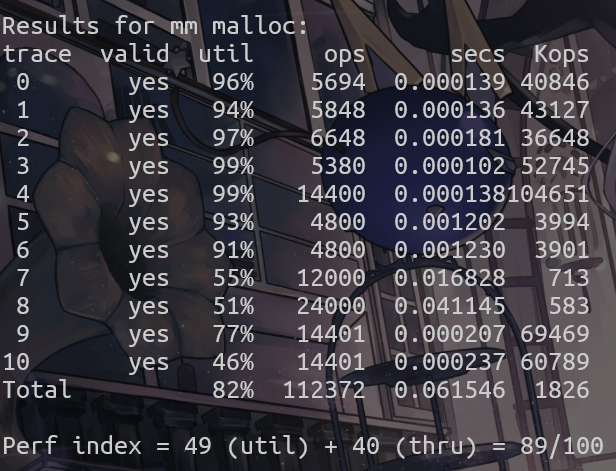 Results for mm malloc:
trace  valid  util     ops      secs  Kops
 0       yes   96%    5694  0.000139 40846
 1       yes   94%    5848  0.000136 43127
 2       yes   97%    6648  0.000181 36648
 3       yes   99%    5380  0.000102 52745
 4       yes   99%   14400  0.000138104651
 5       yes   93%    4800  0.001202  3994
 6       yes   91%    4800  0.001230  3901
 7       yes   55%   12000  0.016828   713
 8       yes   51%   24000  0.041145   583
 9       yes   77%   14401  0.000207 69469
10       yes   46%   14401  0.000237 60789
Total          82%  112372  0.061546  1826

Perf index = 49 (util) + 40 (thru) = 89/100